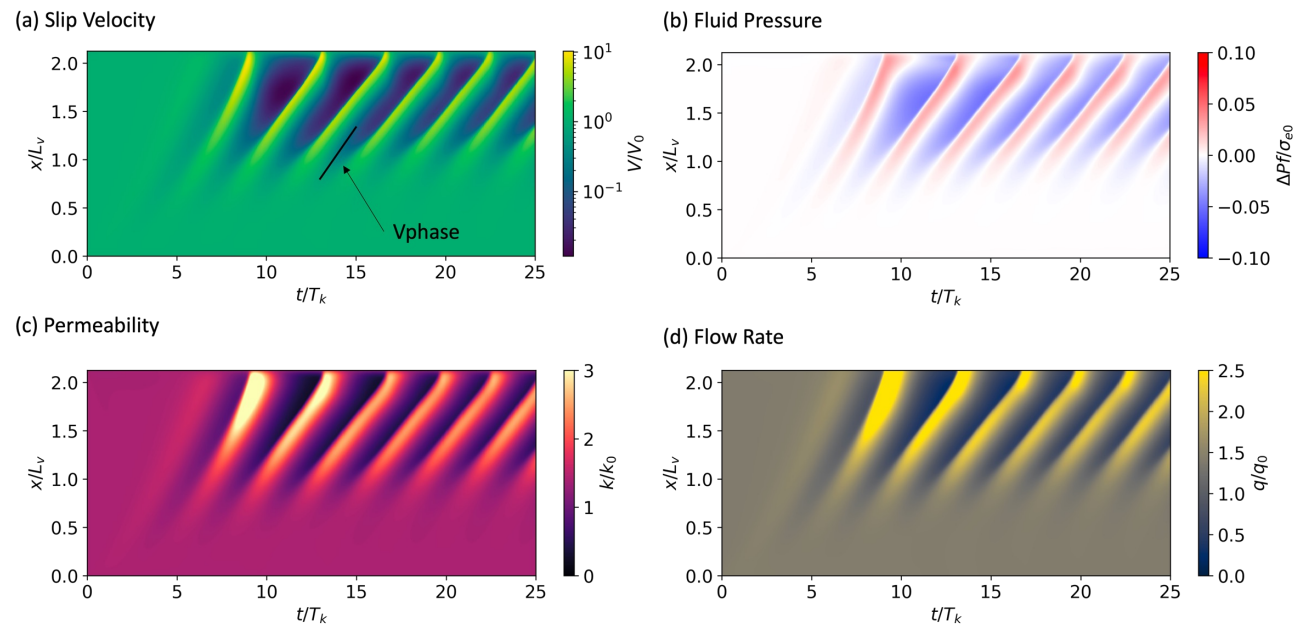 (a) Slip Velocity
2.0
1.5
1.0
0.5
0.0
x/Lᵥ
0 5 10 15 20 25
t/Tₖ
Vphase
10¹
10⁰
10⁻¹
V/V₀
(b) Fluid Pressure
2.0
1.5
1.0
0.5
0.0
x/Lᵥ
0 5 10 15 20 25
t/Tₖ
0.10
0.05
0.00
−0.05
−0.10
ΔPf/σₑ₀
(c) Permeability
2.0
1.5
1.0
0.5
0.0
x/Lᵥ
0 5 10 15 20 25
t/Tₖ
3
2
1
0
k/k₀
(d) Flow Rate
2.0
1.5
1.0
0.5
0.0
x/Lᵥ
0 5 10 15 20 25
t/Tₖ
2.5
2.0
1.5
1.0
0.5
0.0
q/q₀